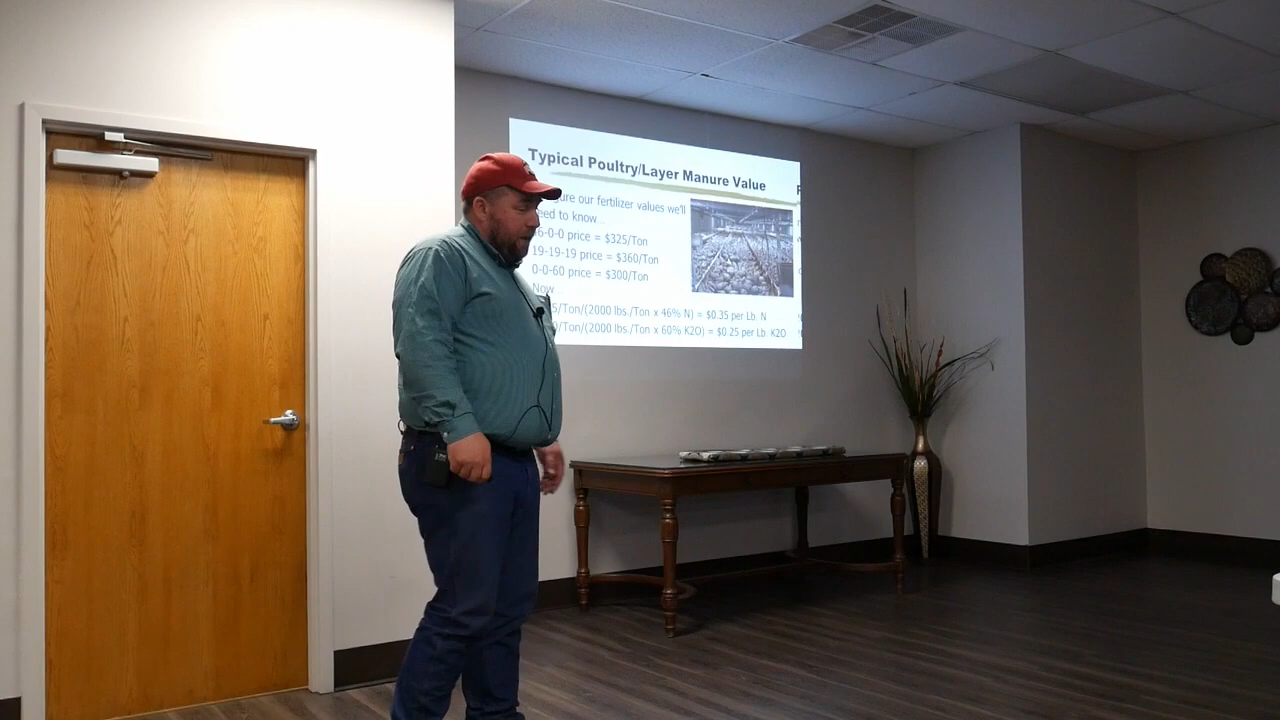 Typical Poultry/Layer Manure Value
ure our fertilizer values we'll
eed to know...
6-0-0 price = $325/Ton
19-19-19 price = $360/Ton
0-0-60 price = $300/Ton
Now...
5/Ton/(2000 lbs./Ton x 46% N) = $0.35 per Lb. N
/Ton/(2000 lbs./Ton x 60% K2O) = $0.25 per Lb. K2O